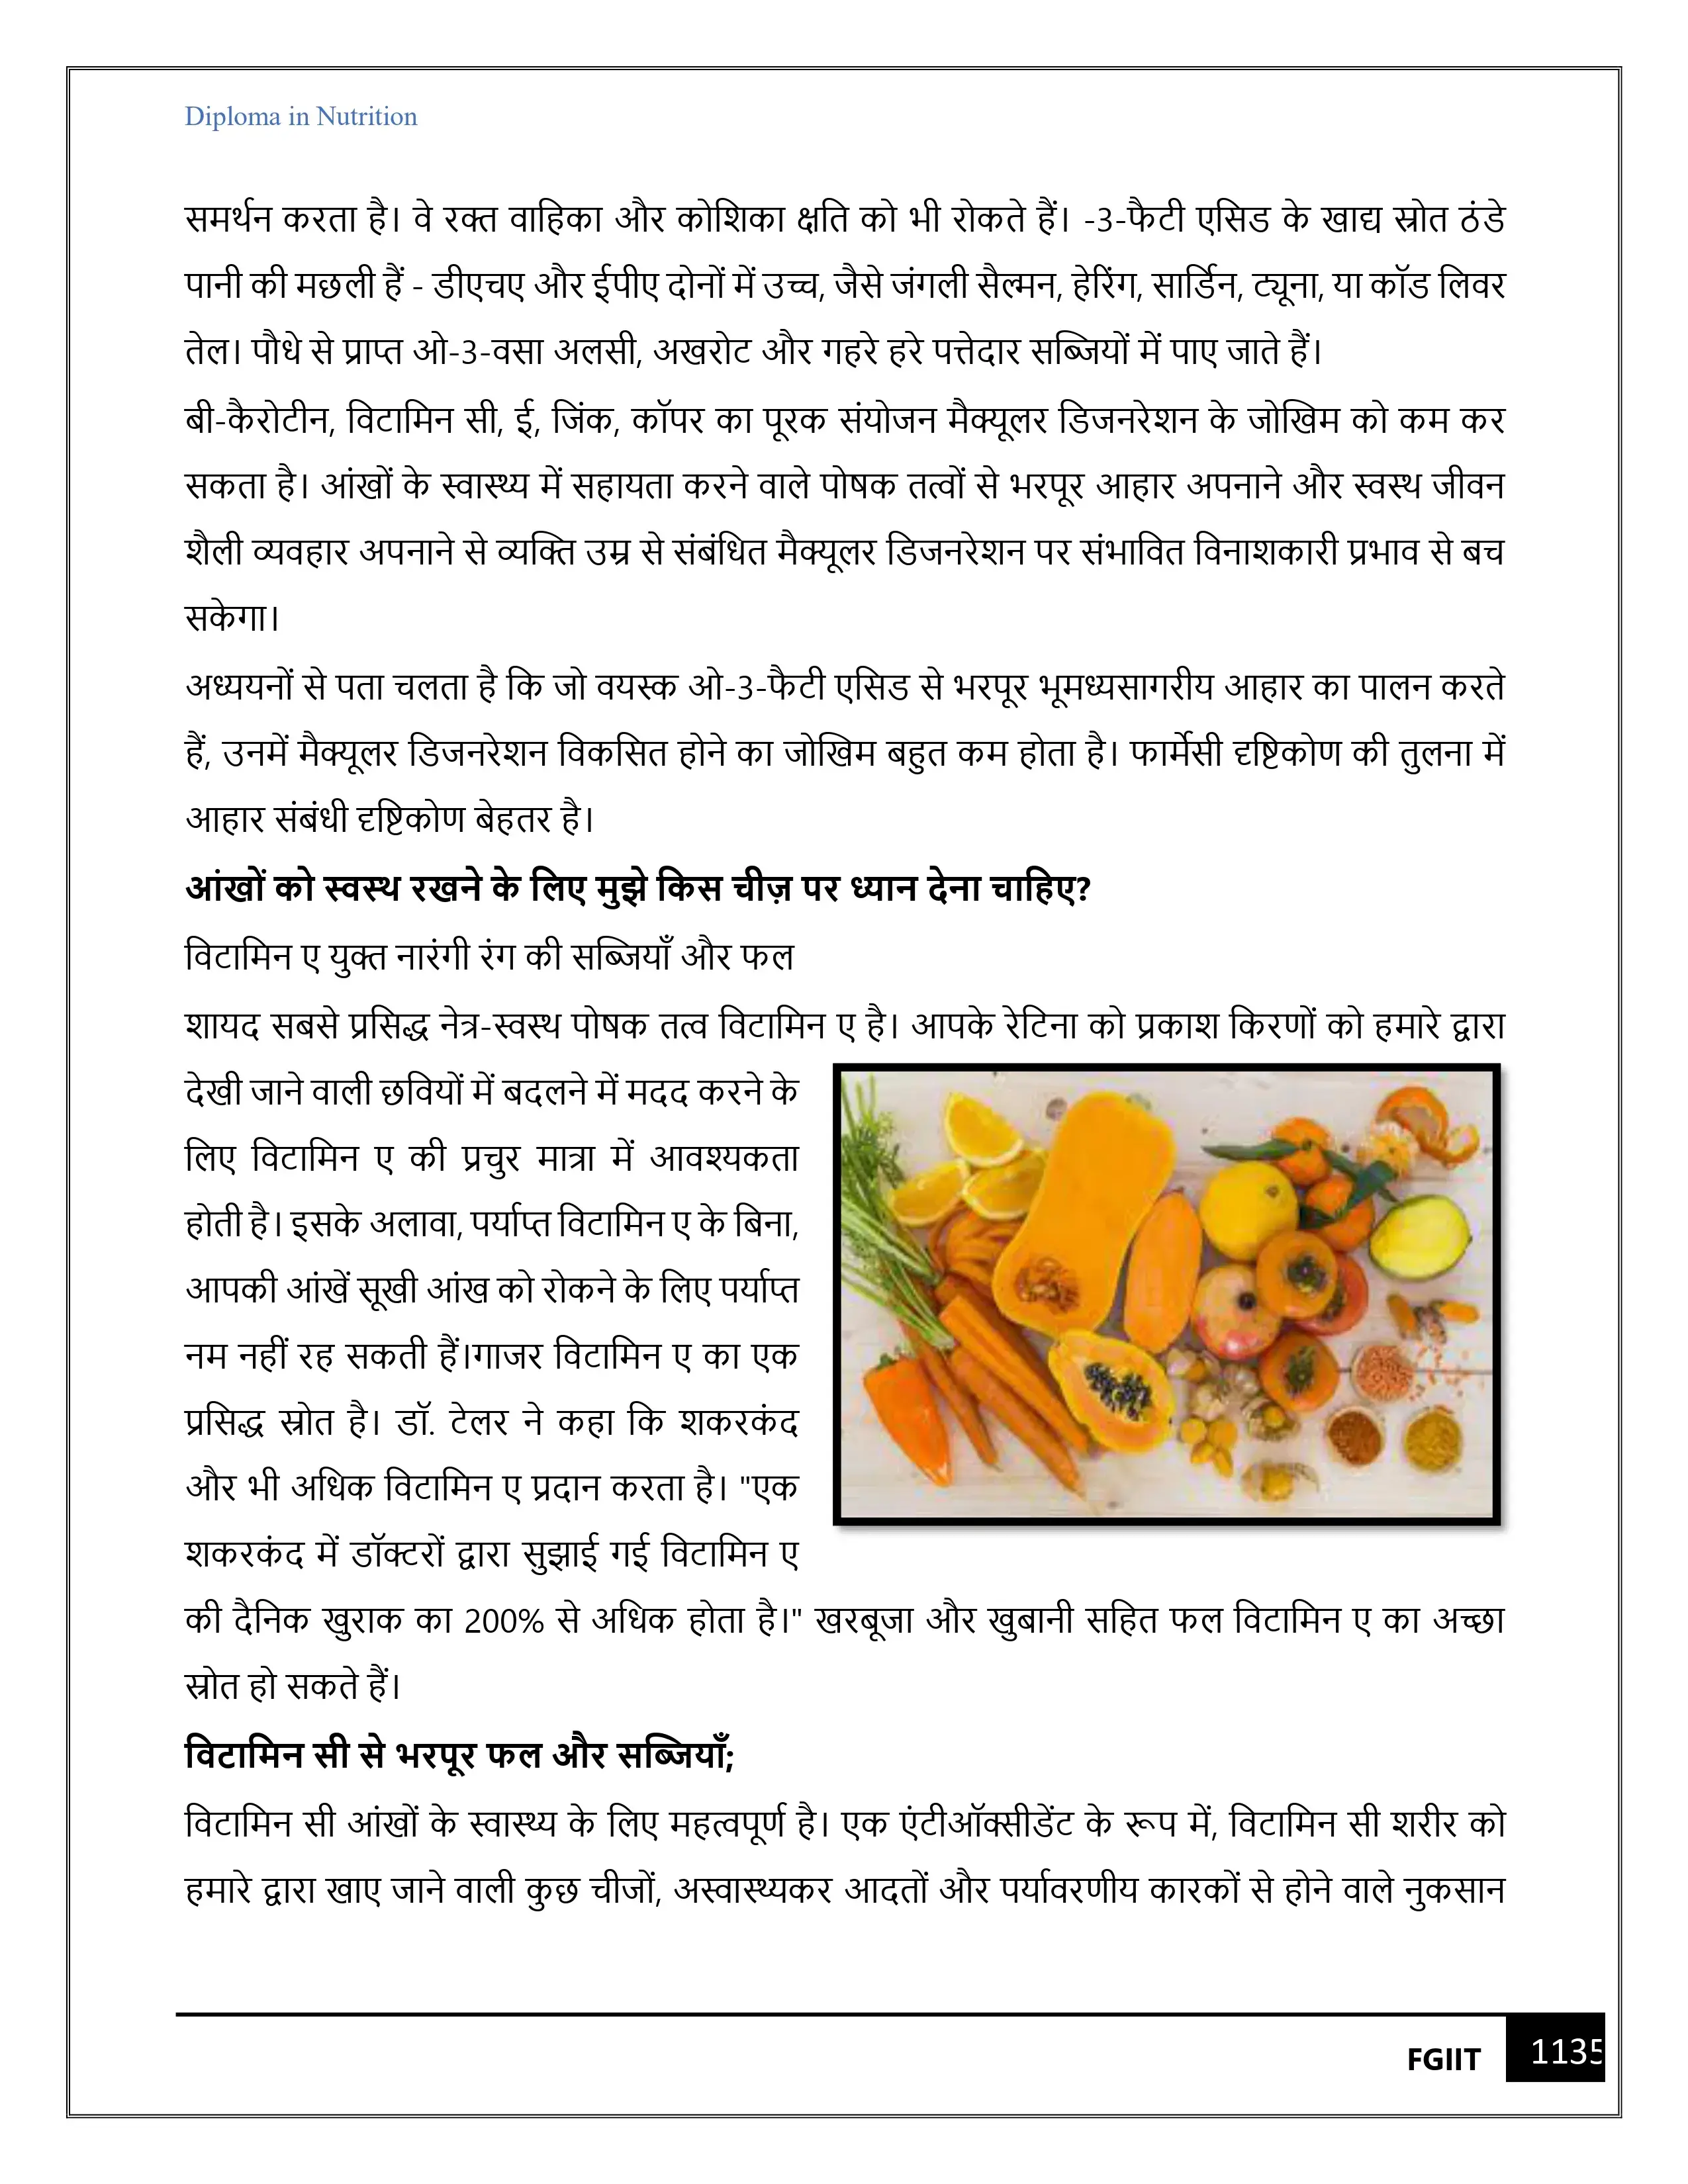 Diploma in Nutrition
समर्थन करता है। वे रक्त वाहिका और कोशिका क्षति को भी रोकते हैं। -3-फैटी एसिड के खाद्य स्रोत ठंडे
पानी की मछली हैं - डीएचए और ईपीए दोनों में उच्च, जैसे जंगली सैल्मन, हेरिंग, सार्डिन, ट्यूना, या कॉड लिवर
तेल। पौधे से प्राप्त ओ-3-वसा अलसी, अखरोट और गहरे हरे पत्तेदार सब्जियों में पाए जाते हैं।
बी-कैरोटीन, विटामिन सी, ई, जिंक, कॉपर का पूरक संयोजन मैक्यूलर डिजनरेशन के जोखिम को कम कर
सकता है। आंखों के स्वास्थ्य में सहायता करने वाले पोषक तत्वों से भरपूर आहार अपनाने और स्वस्थ जीवन
शैली व्यवहार अपनाने से व्यक्ति उम्र से संबंधित मैक्यूलर डिजनरेशन पर संभावित विनाशकारी प्रभाव से बच
सकेगा।
अध्ययनों से पता चलता है कि जो वयस्क ओ-3-फैटी एसिड से भरपूर भूमध्यसागरीय आहार का पालन करते
हैं, उनमें मैक्यूलर डिजनरेशन विकसित होने का जोखिम बहुत कम होता है। फार्मेसी दृष्टिकोण की तुलना में
आहार संबंधी दृष्टिकोण बेहतर है।
आंखों को स्वस्थ रखने के लिए मुझे किस चीज़ पर ध्यान देना चाहिए?
विटामिन ए युक्त नारंगी रंग की सब्जियाँ और फल
शायद सबसे प्रसिद्ध नेत्र-स्वस्थ पोषक तत्व विटामिन ए है। आपके रेटिना को प्रकाश किरणों को हमारे द्वारा
देखी जाने वाली छवियों में बदलने में मदद करने के
लिए विटामिन ए की प्रचुर मात्रा में आवश्यकता
होती है। इसके अलावा, पर्याप्त विटामिन ए के बिना,
आपकी आंखें सूखी आंख को रोकने के लिए पर्याप्त
नम नहीं रह सकती हैं।गाजर विटामिन ए का एक
प्रसिद्ध स्रोत है। डॉ. टेलर ने कहा कि शकरकंद
और भी अधिक विटामिन ए प्रदान करता है। "एक
शकरकंद में डॉक्टरों द्वारा सुझाई गई विटामिन ए
की दैनिक खुराक का 200% से अधिक होता है।" खरबूजा और खुबानी सहित फल विटामिन ए का अच्छा
स्रोत हो सकते हैं।
विटामिन सी से भरपूर फल और सब्जियाँ;
विटामिन सी आंखों के स्वास्थ्य के लिए महत्वपूर्ण है। एक एंटीऑक्सीडेंट के रूप में, विटामिन सी शरीर को
हमारे द्वारा खाए जाने वाली कुछ चीजों, अस्वास्थ्यकर आदतों और पर्यावरणीय कारकों से होने वाले नुकसान
FGIIT 1135